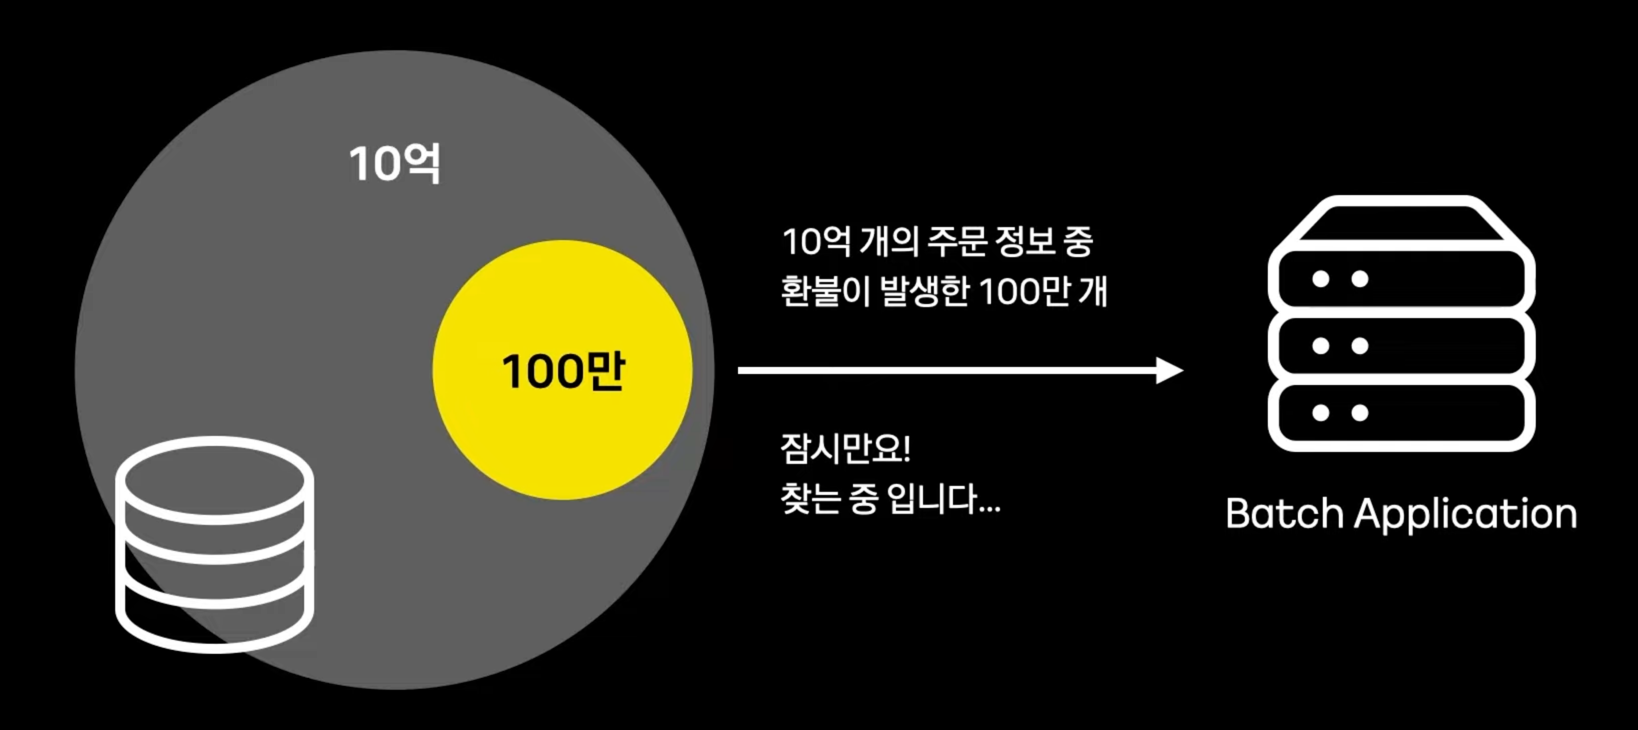 10억
100만
10억 개의 주문 정보 중
환불이 발생한 100만 개
잠시만요!
찾는 중 입니다...
Batch Application